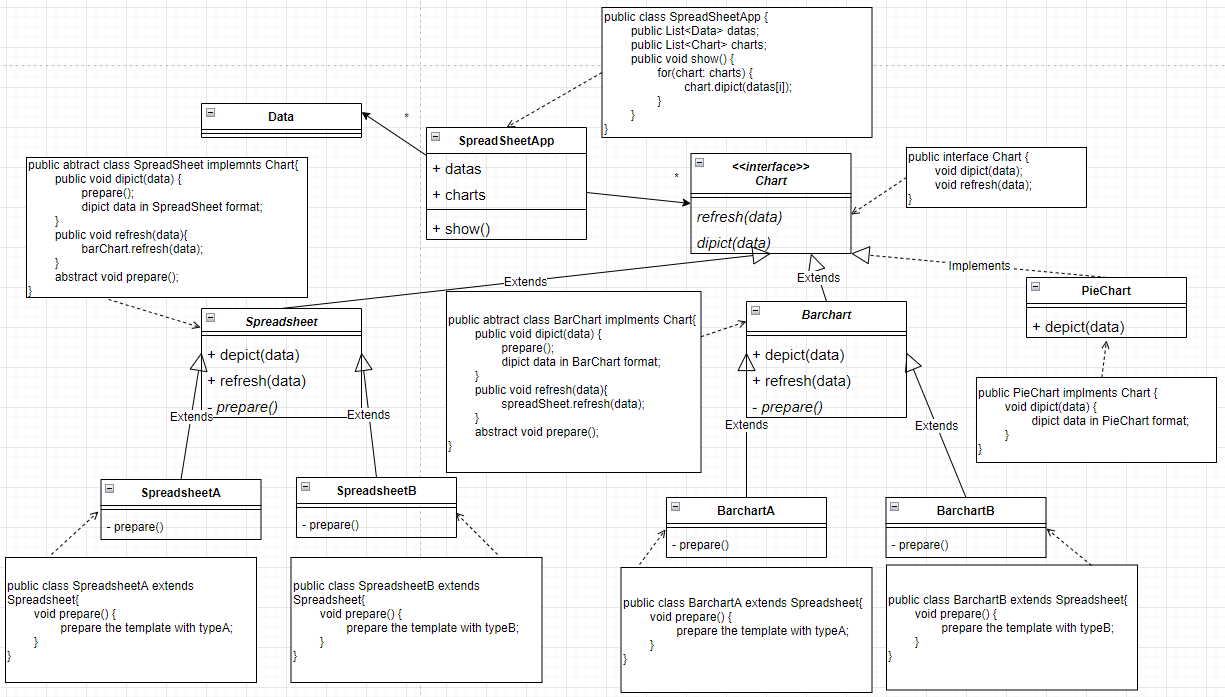 public class SpreadSheetApp {
public List<Data> datas;
public List<Chart> charts;
public void show() {
for(chart: charts) {
chart.dipict(datas[i]);
}
}
}
Data
*
SpreadSheetApp
+ datas
+ charts
+ show()
*
<<interface>>
Chart
refresh(data)
dipict(data)
public interface Chart {
void dipict(data);
void refresh(data);
}
public abtract class SpreadSheet implemnts Chart{
public void dipict(data) {
prepare();
dipict data in SpreadSheet format;
}
public void refresh(data){
barChart.refresh(data);
}
abstract void prepare();
}
Extends
Extends
Implements
PieChart
+ depict(data)
Spreadsheet
+ depict(data)
+ refresh(data)
- prepare()
public abtract class BarChart implments Chart{
public void dipict(data) {
prepare();
dipict data in BarChart format;
}
public void refresh(data){
spreadSheet.refresh(data);
}
abstract void prepare();
}
Barchart
+ depict(data)
+ refresh(data)
- prepare()
public PieChart implments Chart {
void dipict(data) {
dipict data in PieChart format;
}
}
Extends
Extends
Extends
Extends
SpreadsheetA
- prepare()
SpreadsheetB
- prepare()
BarchartA
- prepare()
BarchartB
- prepare()
public class SpreadsheetA extends
Spreadsheet{
void prepare() {
prepare the template with typeA;
}
}
public class SpreadsheetB extends
Spreadsheet{
void prepare() {
prepare the template with typeB;
}
}
public class BarchartA extends Spreadsheet{
void prepare() {
prepare the template with typeA;
}
}
public class BarchartB extends Spreadsheet{
void prepare() {
prepare the template with typeB;
}
}